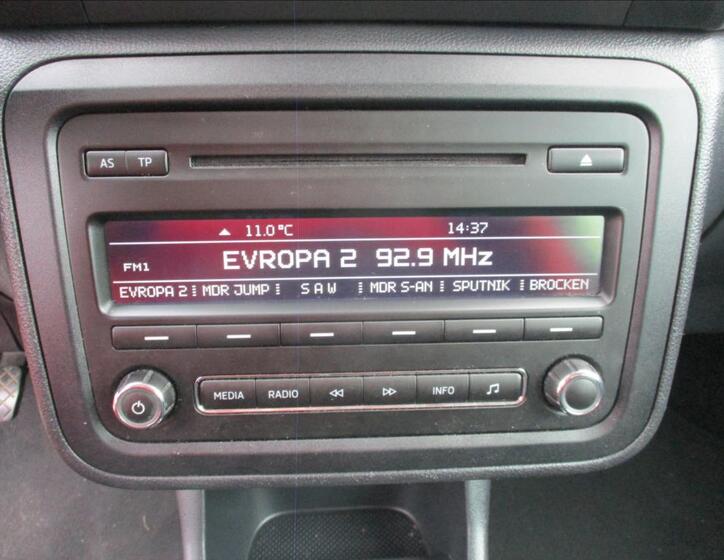 AS TP
11.0°C 14:37
FM1 EVROPA 2 92.9 MHz
EVROPA 2 MDR JUMP SAW MDR S-AN SPUTNIK BROCKEN
MEDIA RADIO INFO